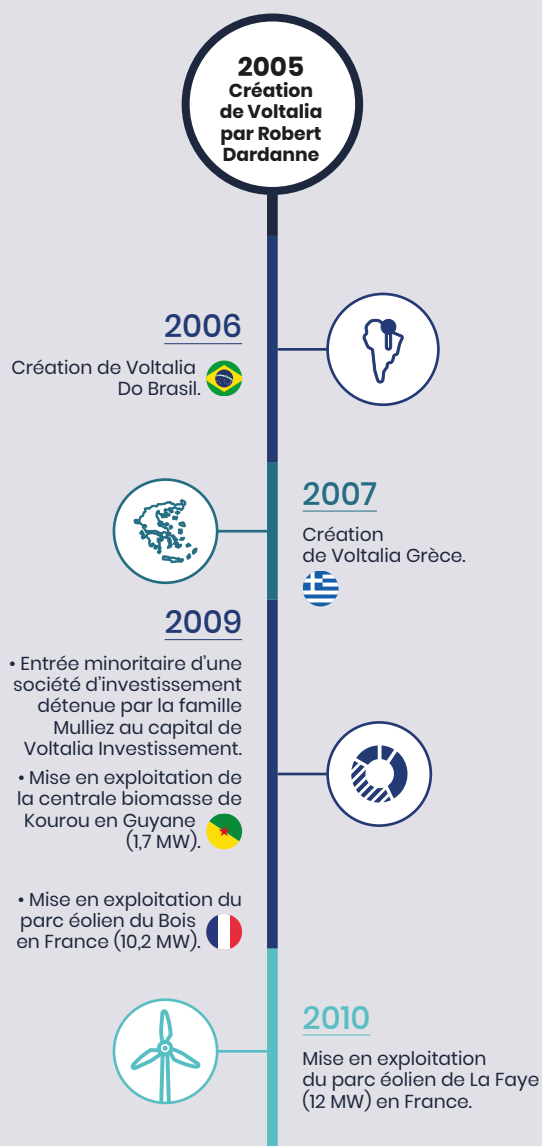 2005
Création
de Voltalia
par Robert
Dardanne
2006
Création de Voltalia
Do Brasil.
2007
Création
de Voltalia Grèce.
2009
• Entrée minoritaire d’une
société d’investissement
détenue par la famille
Mulliez au capital de
Voltalia Investissement.
• Mise en exploitation de
la centrale biomasse de
Kourou en Guyane
(1,7 MW).
• Mise en exploitation du
parc éolien du Bois
en France (10,2 MW).
2010
Mise en exploitation
du parc éolien de La Faye
(12 MW) en France.